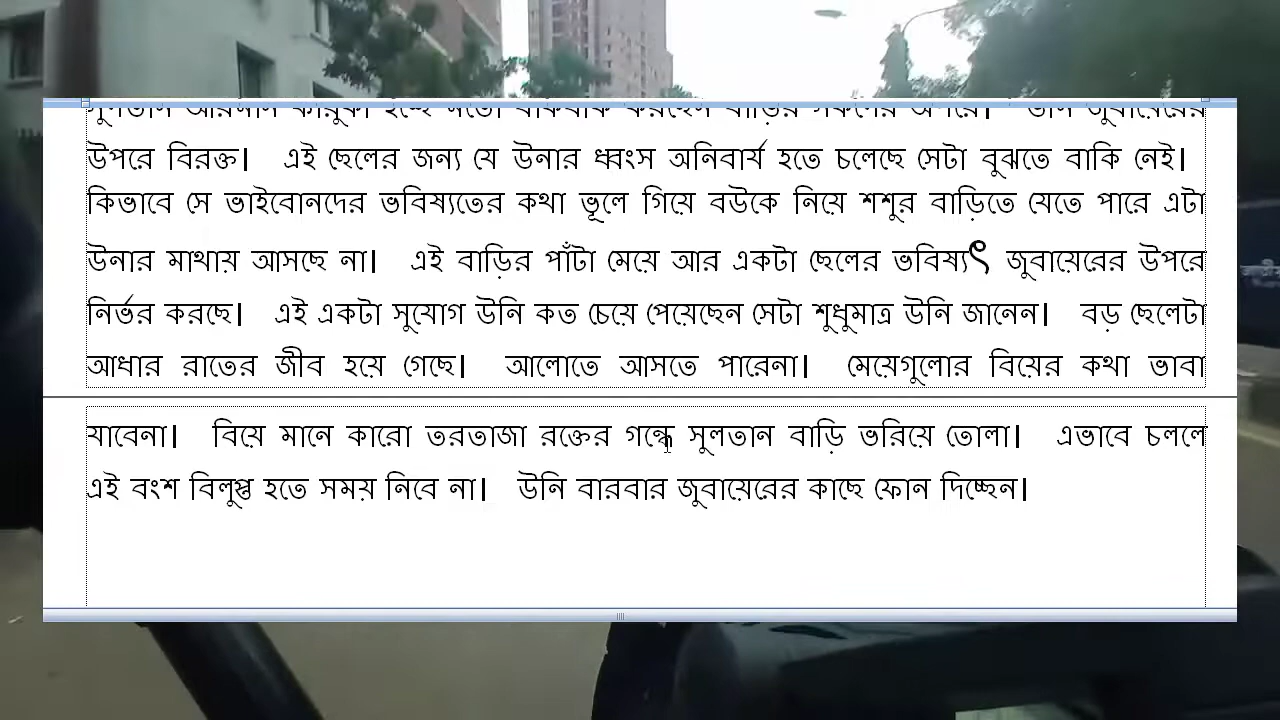 উপরে বিরক্ত। এই ছেলের জন্য যে উনার ধ্বংস অনিবার্য হতে চলেছে সেটা বুঝতে বাকি নেই।
কিভাবে সে ভাইবোনদের ভবিষ্যতের কথা ভূলে গিয়ে বউকে নিয়ে শশুর বাড়িতে যেতে পারে এটা
উনার মাথায় আসছে না। এই বাড়ির পাঁটা মেয়ে আর একটা ছেলের ভবিষ্যৎ জুবায়েরের উপরে
নির্ভর করছে। এই একটা সুযোগ উনি কত চেয়ে পেয়েছেন সেটা শুধুমাত্র উনি জানেন। বড় ছেলেটা
আধার রাতের জীব হয়ে গেছে। আলোতে আসতে পারেনা। মেয়েগুলোর বিয়ের কথা ভাবা
যাবেনা। বিয়ে মানে কারো তরতাজা রক্তের গন্ধে সুলতান বাড়ি ভরিয়ে তোলা। এভাবে চললে
এই বংশ বিলুপ্ত হতে সময় নিবে না। উনি বারবার জুবায়েরের কাছে ফোন দিচ্ছেন।